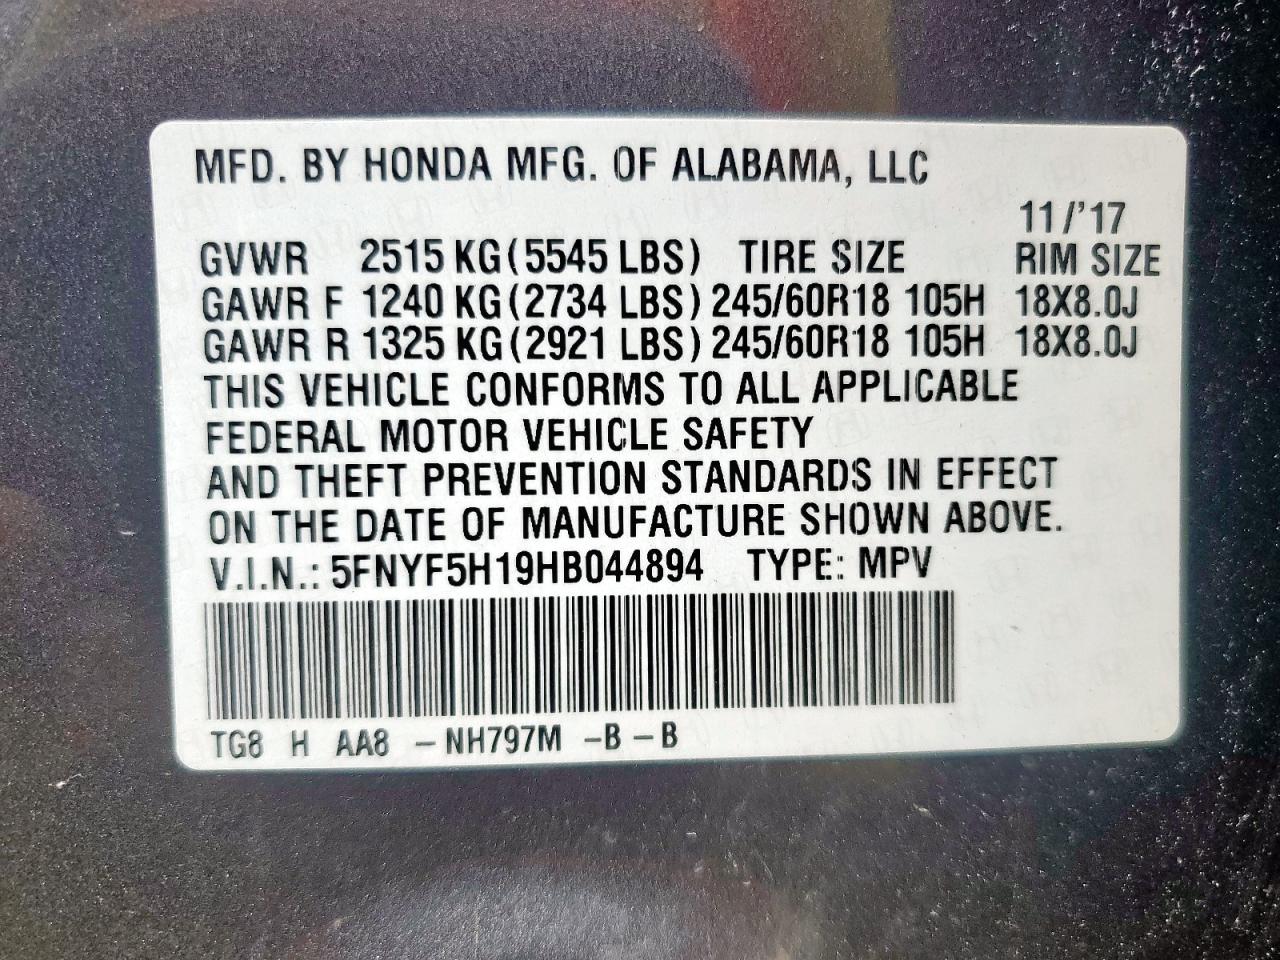 MFD. BY HONDA MFG. OF ALABAMA, LLC
11/'17
GVWR 2515 KG (5545 LBS) TIRE SIZE RIM SIZE
GAWR F 1240 KG (2734 LBS) 245/60R18 105H 18X8.0J
GAWR R 1325 KG (2921 LBS) 245/60R18 105H 18X8.0J
THIS VEHICLE CONFORMS TO ALL APPLICABLE
FEDERAL MOTOR VEHICLE SAFETY
AND THEFT PREVENTION STANDARDS IN EFFECT
ON THE DATE OF MANUFACTURE SHOWN ABOVE.
V.I.N.: 5FNYF5H19HB044894 TYPE: MPV
TG8 H AA8 – NH797M – B – B